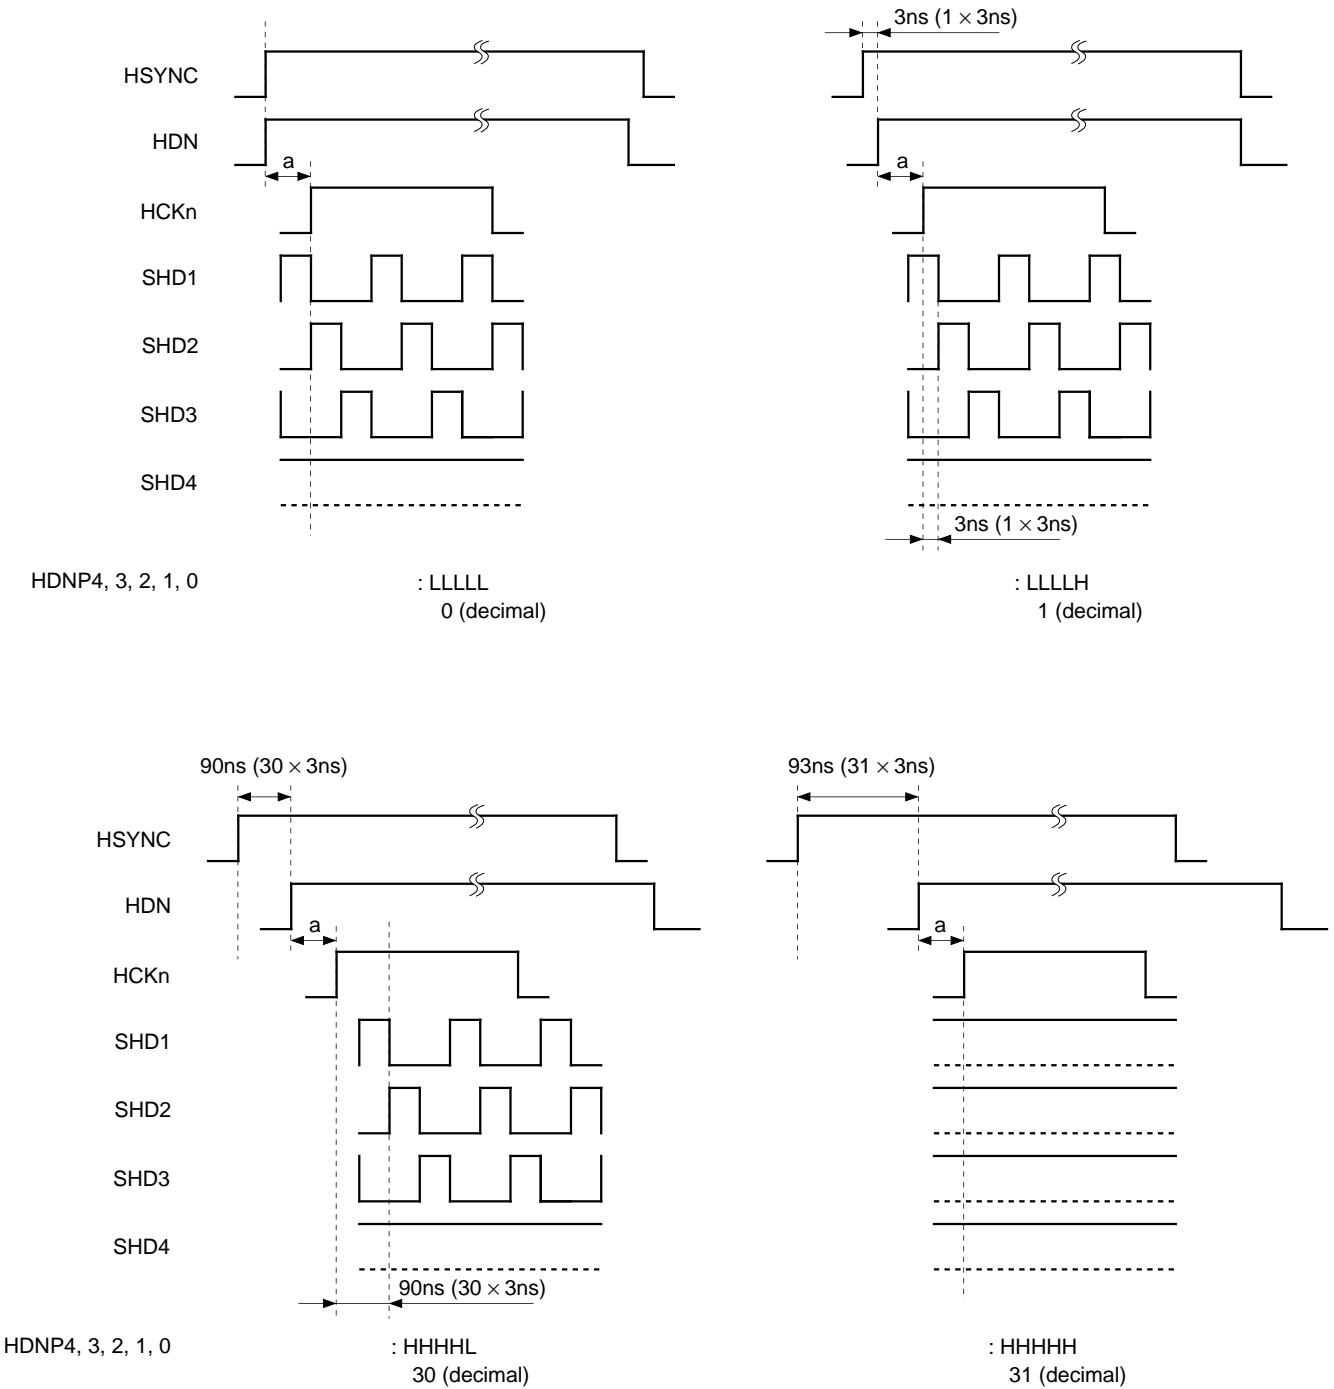 3ns (1 × 3ns)
HSYNC
HDN
a
a
HCKn
SHD1
SHD2
SHD3
SHD4
3ns (1 × 3ns)
HDNP4, 3, 2, 1, 0 : LLLLL : LLLLH
0 (decimal) 1 (decimal)
90ns (30 × 3ns) 93ns (31 × 3ns)
HSYNC
HDN
a
a
HCKn
SHD1
SHD2
SHD3
SHD4
90ns (30 × 3ns)
HDNP4, 3, 2, 1, 0 : HHHHL : HHHHH
30 (decimal) 31 (decimal)